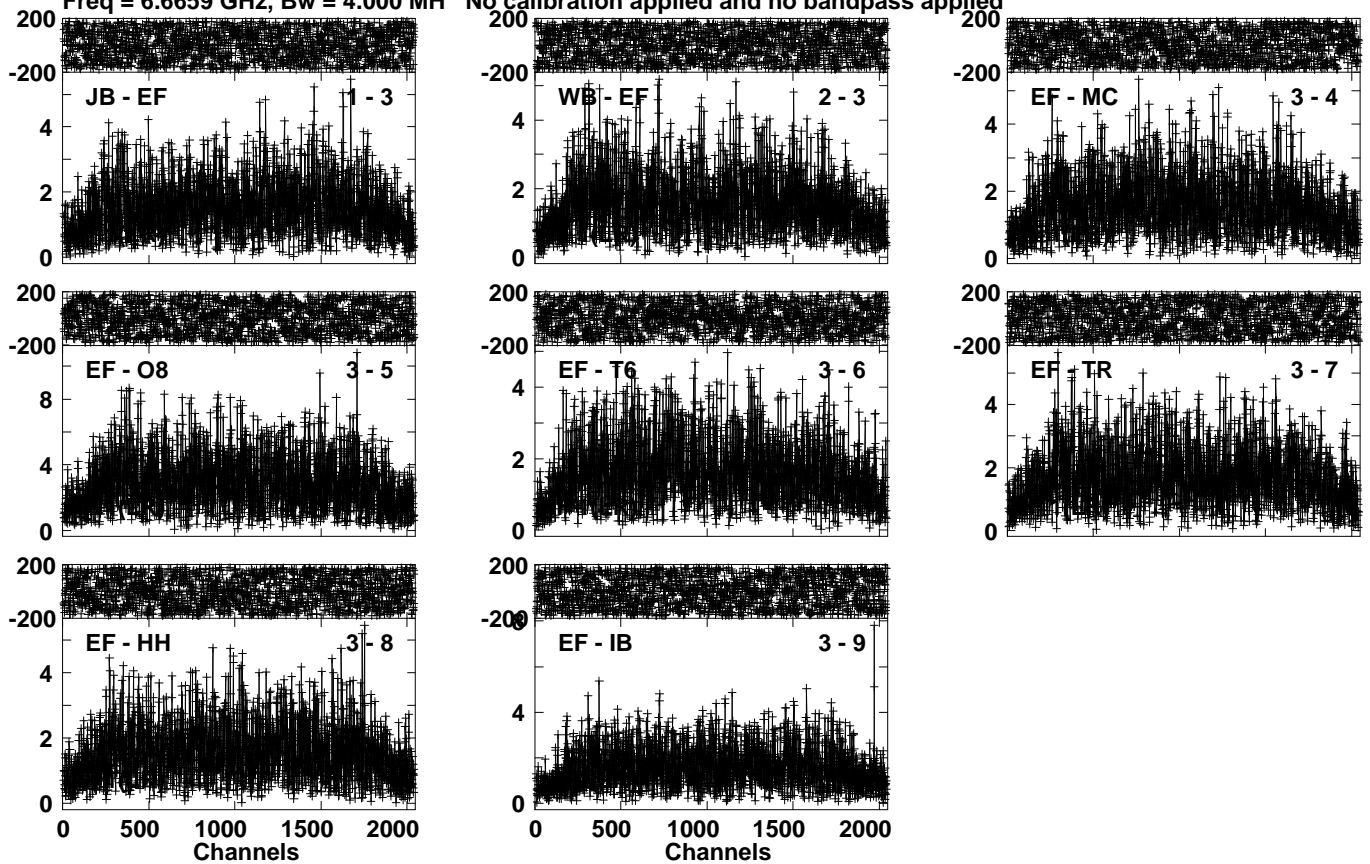 Freq = 6.6659 GHz, Bw = 4.000 MH No calibration applied and no bandpass applied
200 200 200
-200 -200 -200
JB - EF 1 - 3 WB - EF 2 - 3 EF - MC 3 - 4
4 4 4
2 2 2
0 0 0
200 200 200
-200 -200 -200
EF - O8 3 - 5 EF - T6 3 - 6 EF - TR 3 - 7
8 4 4
4 2 2
0 0 0
200 200
-200 -200
8
EF - HH 3 - 8 EF - IB 3 - 9
4 4
2
0 0
0 500 1000 1500 2000 0 500 1000 1500 2000
Channels Channels